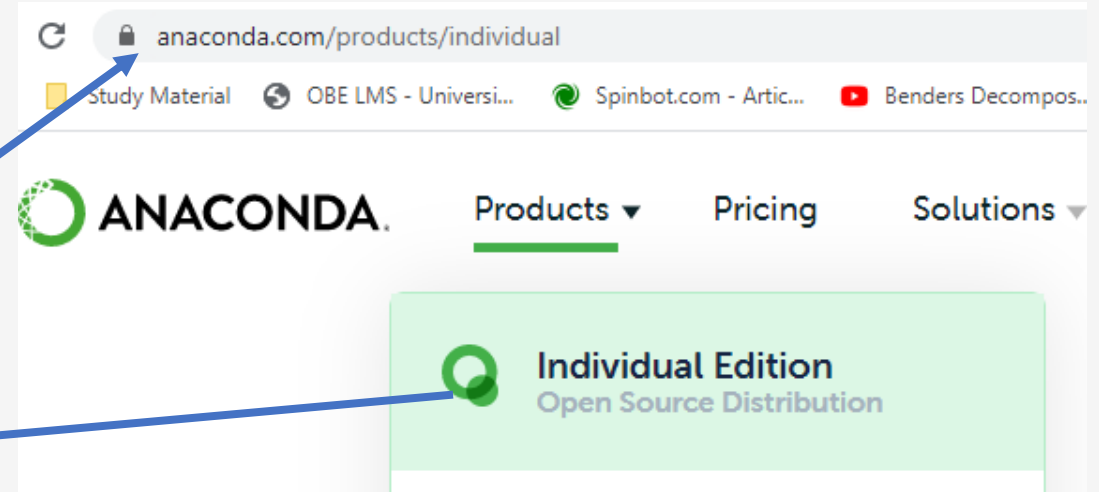 anaconda.com/products/individual
Study Material OBE LMS - Universi... Spinbot.com - Artic... Benders Decompos..
ANACONDA. Products Pricing Solutions
Individual Edition
Open Source Distribution